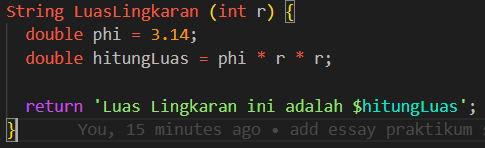 String LuasLingkaran (int r) {
  double phi = 3.14;
  double hitungLuas = phi * r * r;

  return 'Luas Lingkaran ini adalah $hitungLuas';
}     You, 15 minutes ago • add essay praktikum